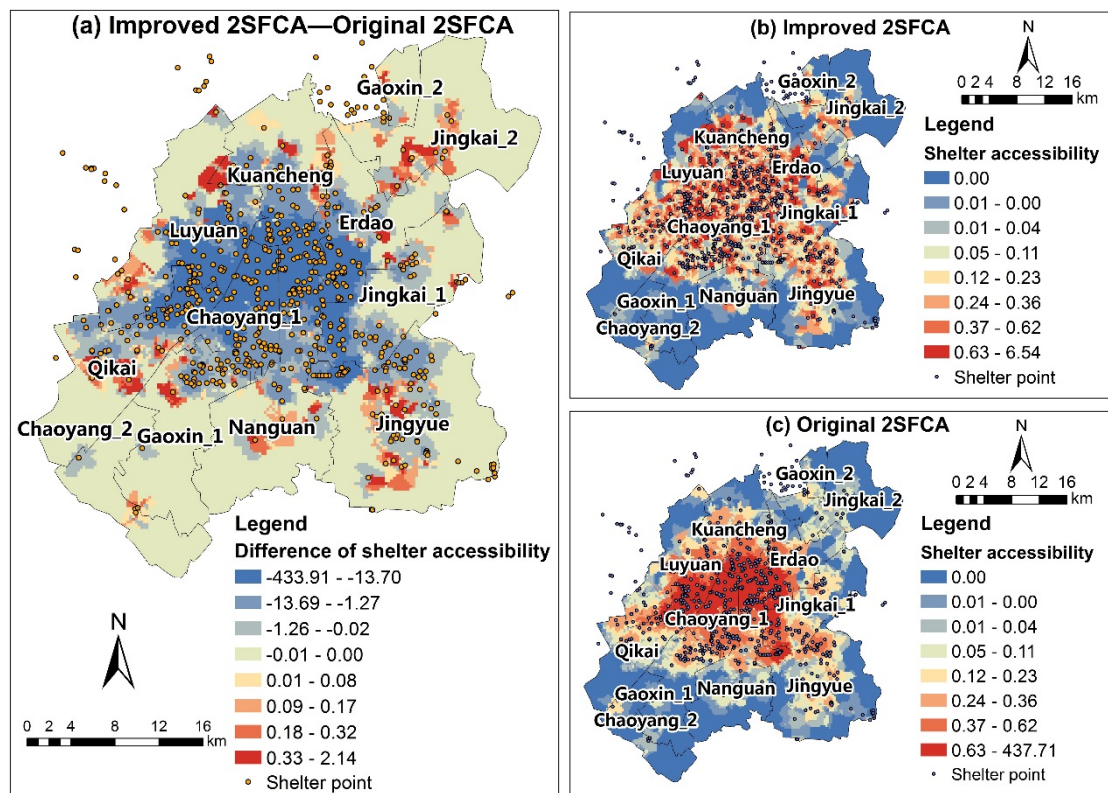 (a) Improved 2SFCA—Original 2SFCA
Gaoxin_2
Jingkai_2
Kuancheng
Erdao
Luyuan
Jingkai_1
Chaoyang_1
Qikai
Chaoyang_2
Gaoxin_1
Nanguan
Jingyue
N
0 2 4 8 12 16
km
Legend
Difference of shelter accessibility
-433.91 - -13.70
-13.69 - -1.27
-1.26 - -0.02
-0.01 - 0.00
0.01 - 0.08
0.09 - 0.17
0.18 - 0.32
0.33 - 2.14
Shelter point
(b) Improved 2SFCA
N
0 2 4 8 12 16
km
Gaoxin_2
Jingkai_2
Kuancheng
Luyuan
Erdao
Jingkai_1
Chaoyang_1
Qikai
Gaoxin_1
Nanguan
Jingyue
Chaoyang_2
Legend
Shelter accessibility
0.00
0.01 - 0.00
0.01 - 0.04
0.05 - 0.11
0.12 - 0.23
0.24 - 0.36
0.37 - 0.62
0.63 - 6.54
Shelter point
(c) Original 2SFCA
N
0 2 4 8 12 16
km
Gaoxin_2
Jingkai_2
Kuancheng
Luyuan
Erdao
Jingkai_1
Chaoyang_1
Qikai
Gaoxin_1
Nanguan
Jingyue
Chaoyang_2
Legend
Shelter accessibility
0.00
0.01 - 0.00
0.01 - 0.04
0.05 - 0.11
0.12 - 0.23
0.24 - 0.36
0.37 - 0.62
0.63 - 437.71
Shelter point